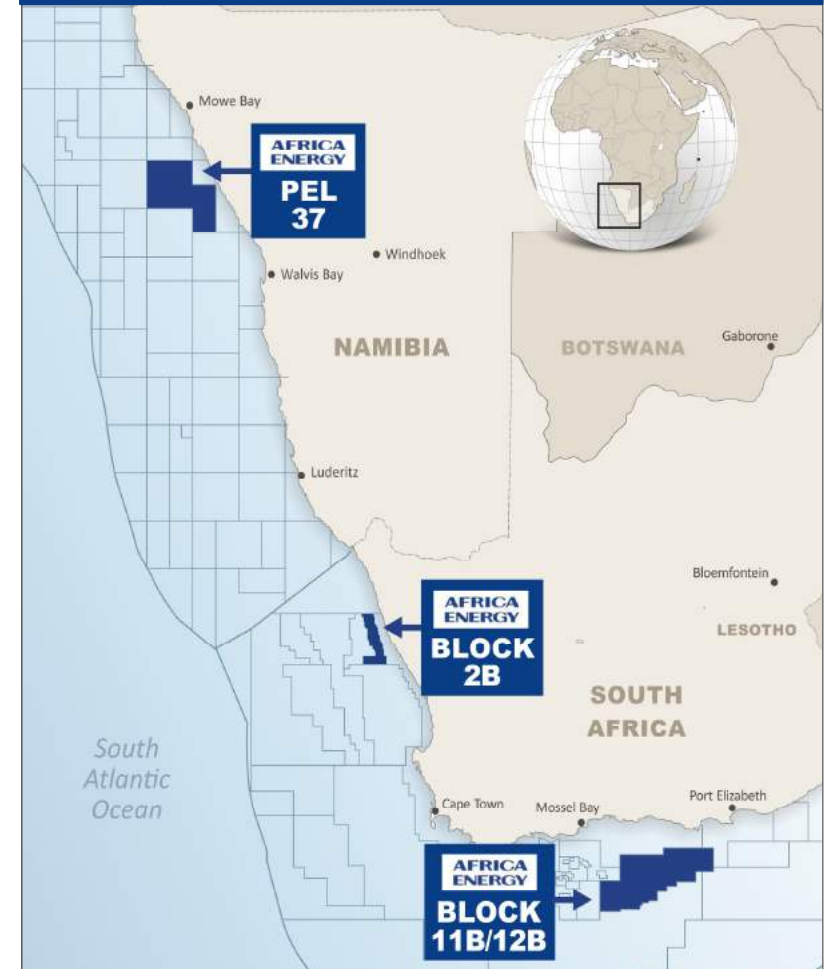 Mowe Bay
AFRICA
ENERGY
PEL
37
Windhoek
Walvis Bay
NAMIBIA
BOTSWANA
Gaborone
Luderitz
Bloemfontein
AFRICA
ENERGY
BLOCK
2B
LESOTHO
SOUTH
AFRICA
South
Atlantic
Ocean
Cape Town
Mossel Bay
Port Elizabeth
AFRICA
ENERGY
BLOCK
11B/12B